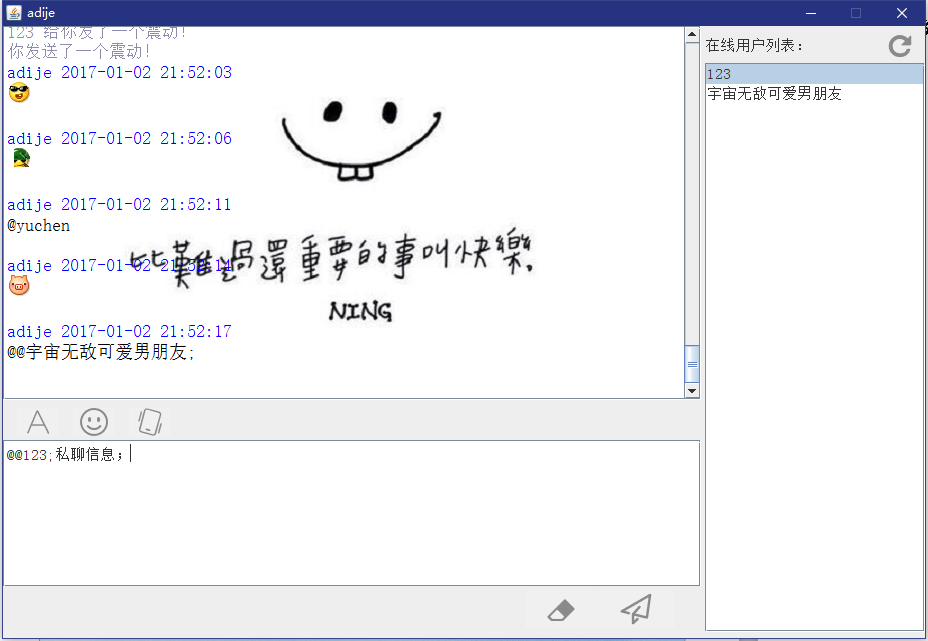 adije
123 给你发了一个震动!
你发送了一个震动!
adije 2017-01-02 21:52:03
adije 2017-01-02 21:52:06
adije 2017-01-02 21:52:11
@yuchen
adije 2017-01-02 21:52:14
比難過還重要的事叫快樂。
NING
adije 2017-01-02 21:52:17
@@宇宙无敌可爱男朋友;
@@123;私聊信息;
在线用户列表:
123
宇宙无敌可爱男朋友